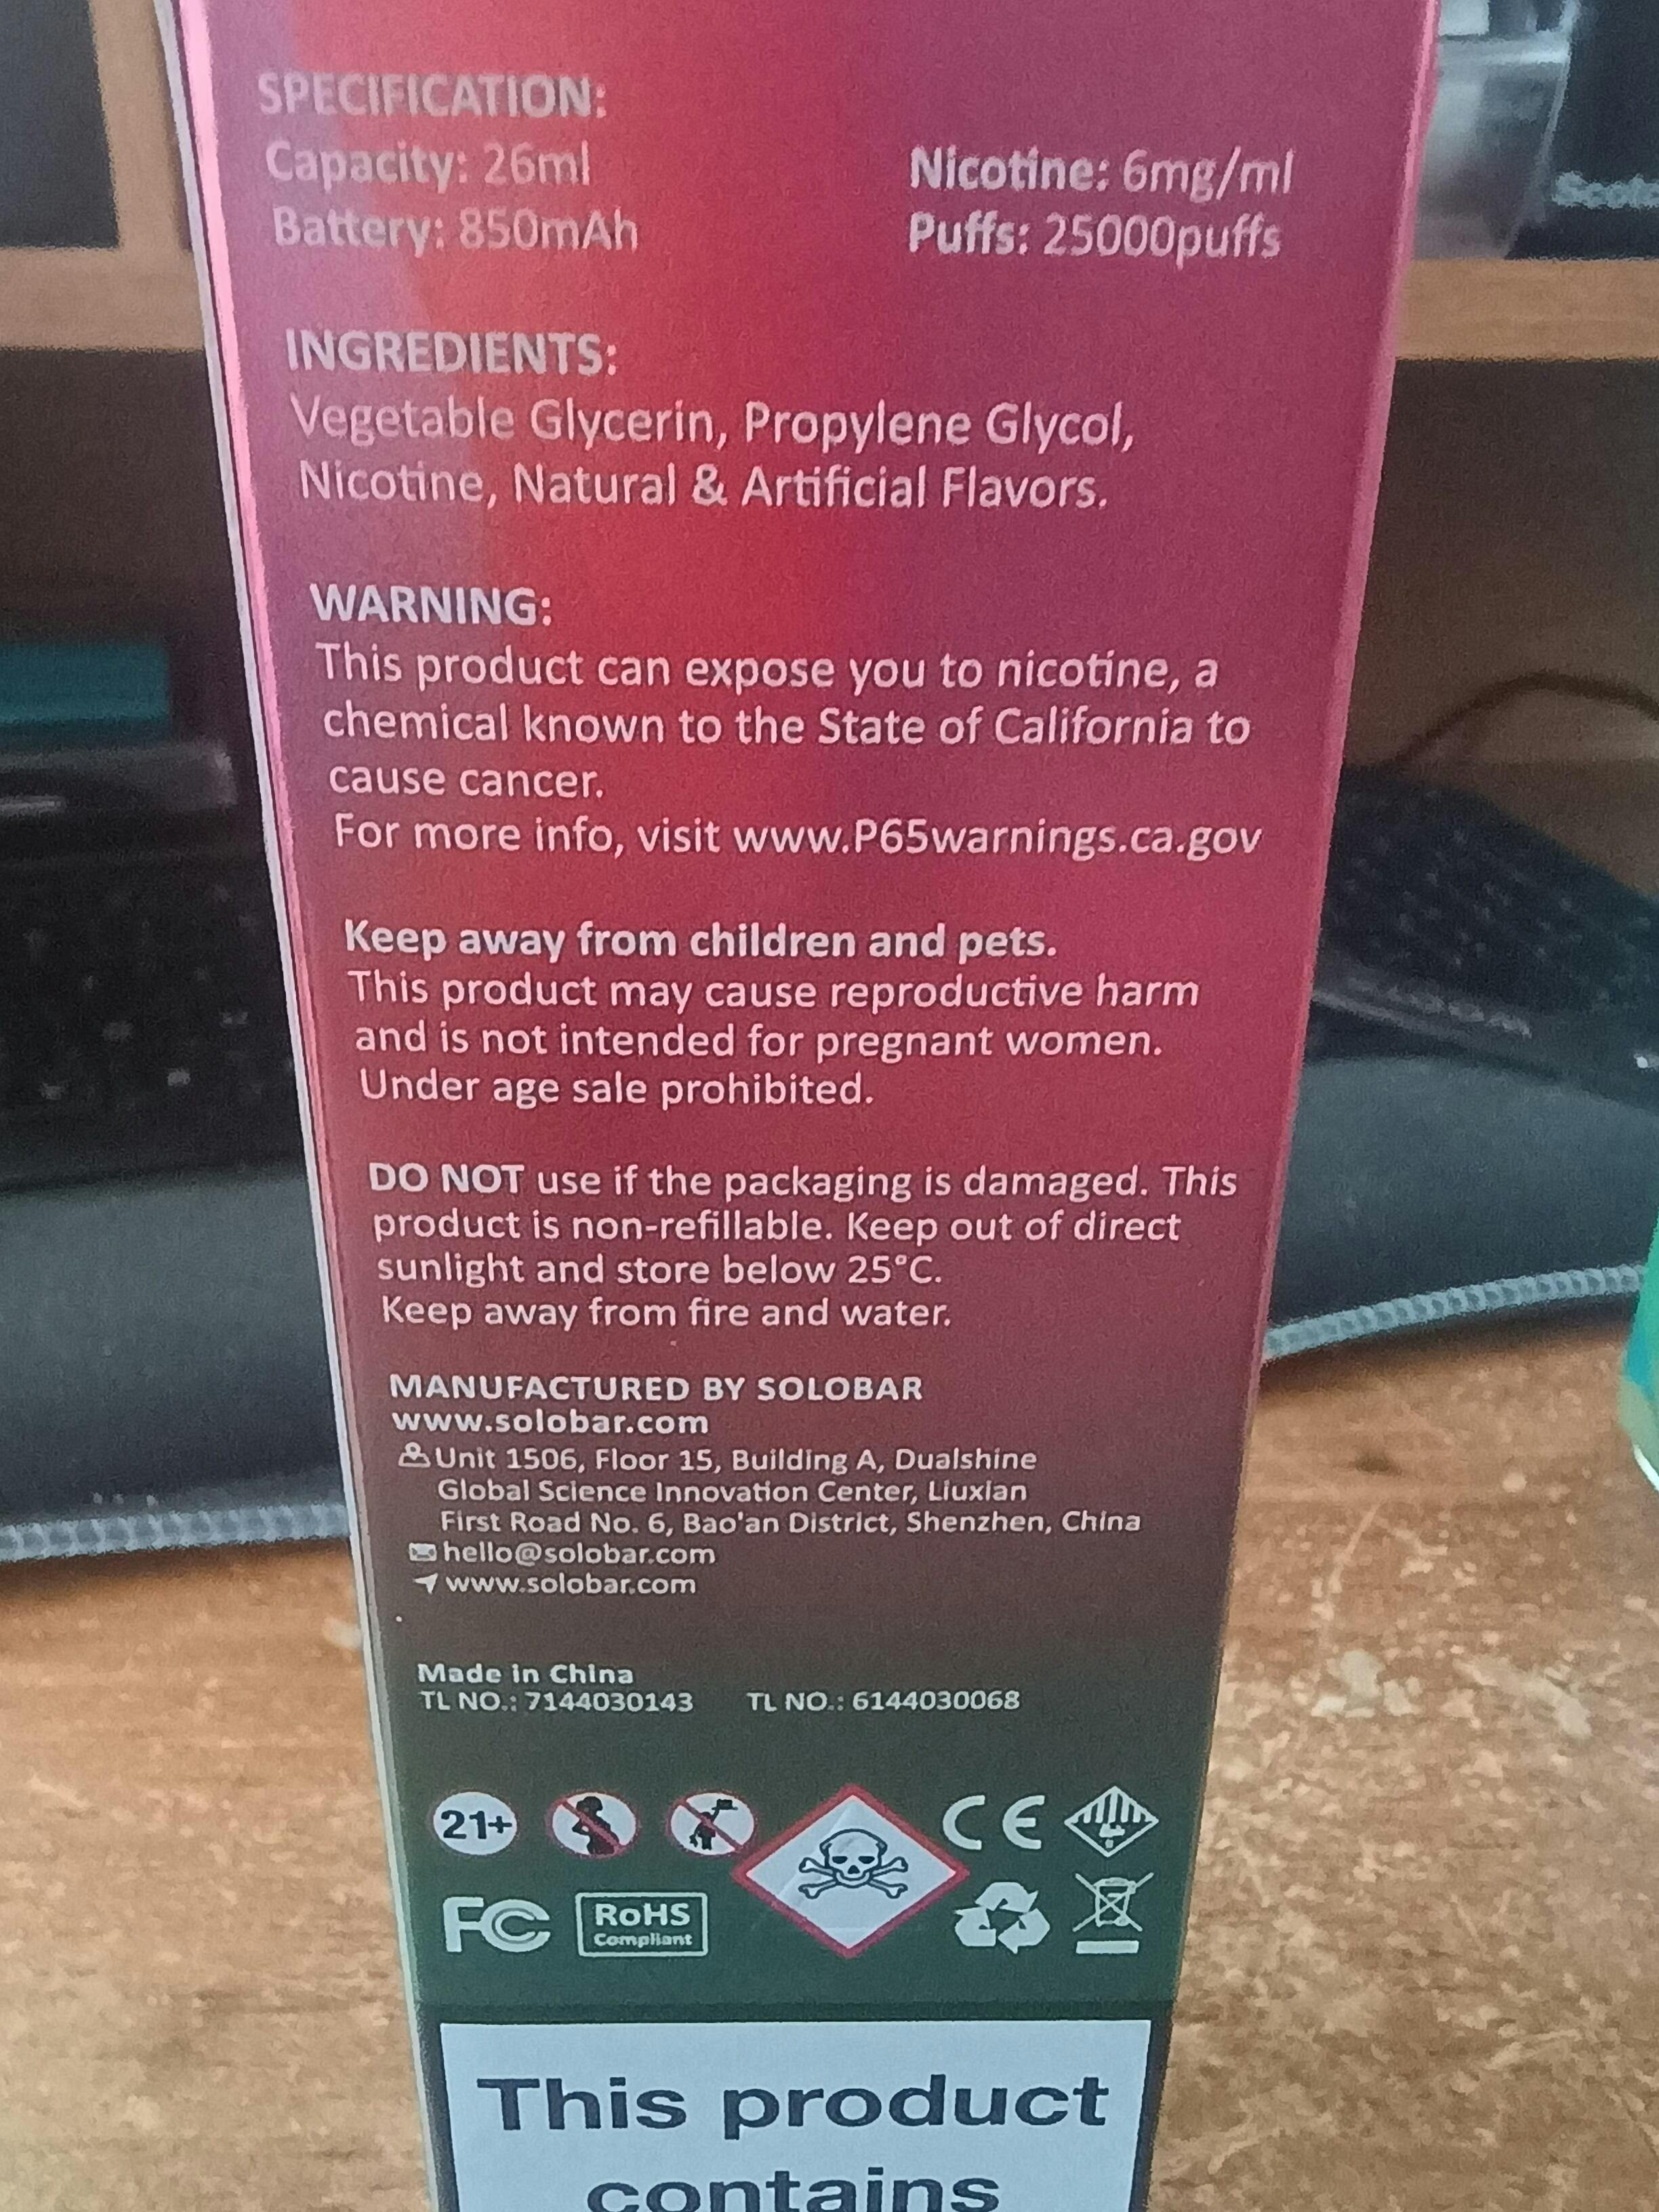 SPECIFICATION:
Capacity: 26ml Nicotine: 6mg/ml
Battery: 850mAh Puffs: 25000puffs
INGREDIENTS:
Vegetable Glycerin, Propylene Glycol,
Nicotine, Natural & Artificial Flavors.
WARNING:
This product can expose you to nicotine, a
chemical known to the State of California to
cause cancer.
For more info, visit www.P65warnings.ca.gov
Keep away from children and pets.
This product may cause reproductive harm
and is not intended for pregnant women.
Under age sale prohibited.
DO NOT use if the packaging is damaged. This
product is non-refillable. Keep out of direct
sunlight and store below 25°C.
Keep away from fire and water.
MANUFACTURED BY SOLOBAR
www.solobar.com
Unit 1506, Floor 15, Building A, Dualshine
Global Science Innovation Center, Liuxian
First Road No. 6, Bao'an District, Shenzhen, China
hello@solobar.com
www.solobar.com
Made in China
TL NO.: 7144030143 TL NO.: 6144030068
21+ CE
FC RoHS
Compliant
This product
contains